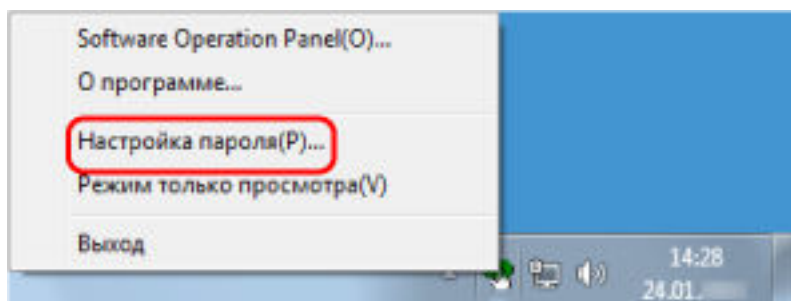 Software Operation Panel(O)...
О программе...
Настройка пароля(P)...
Режим только просмотра(V)
Выход
14:28
24.01.